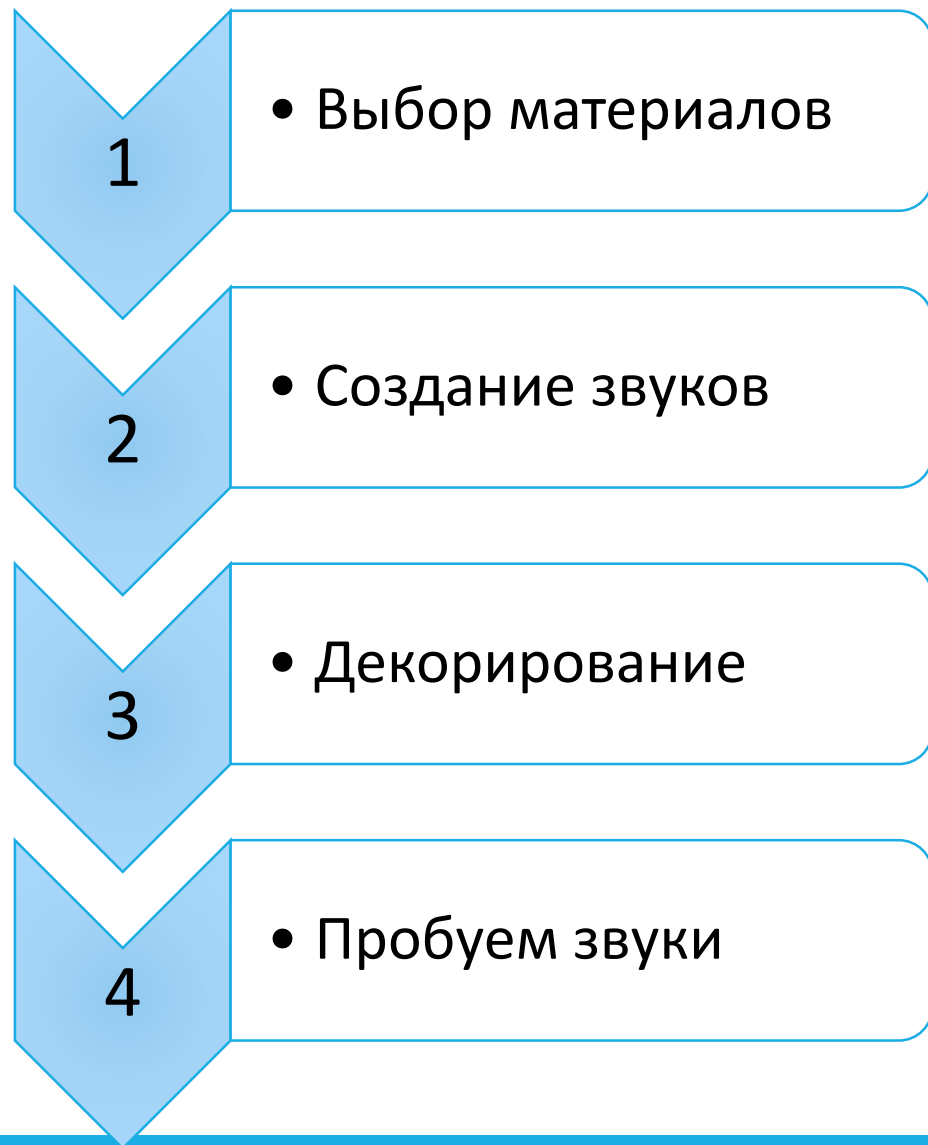 1
• Выбор материалов
2
• Создание звуков
3
• Декорирование
4
• Пробуем звуки